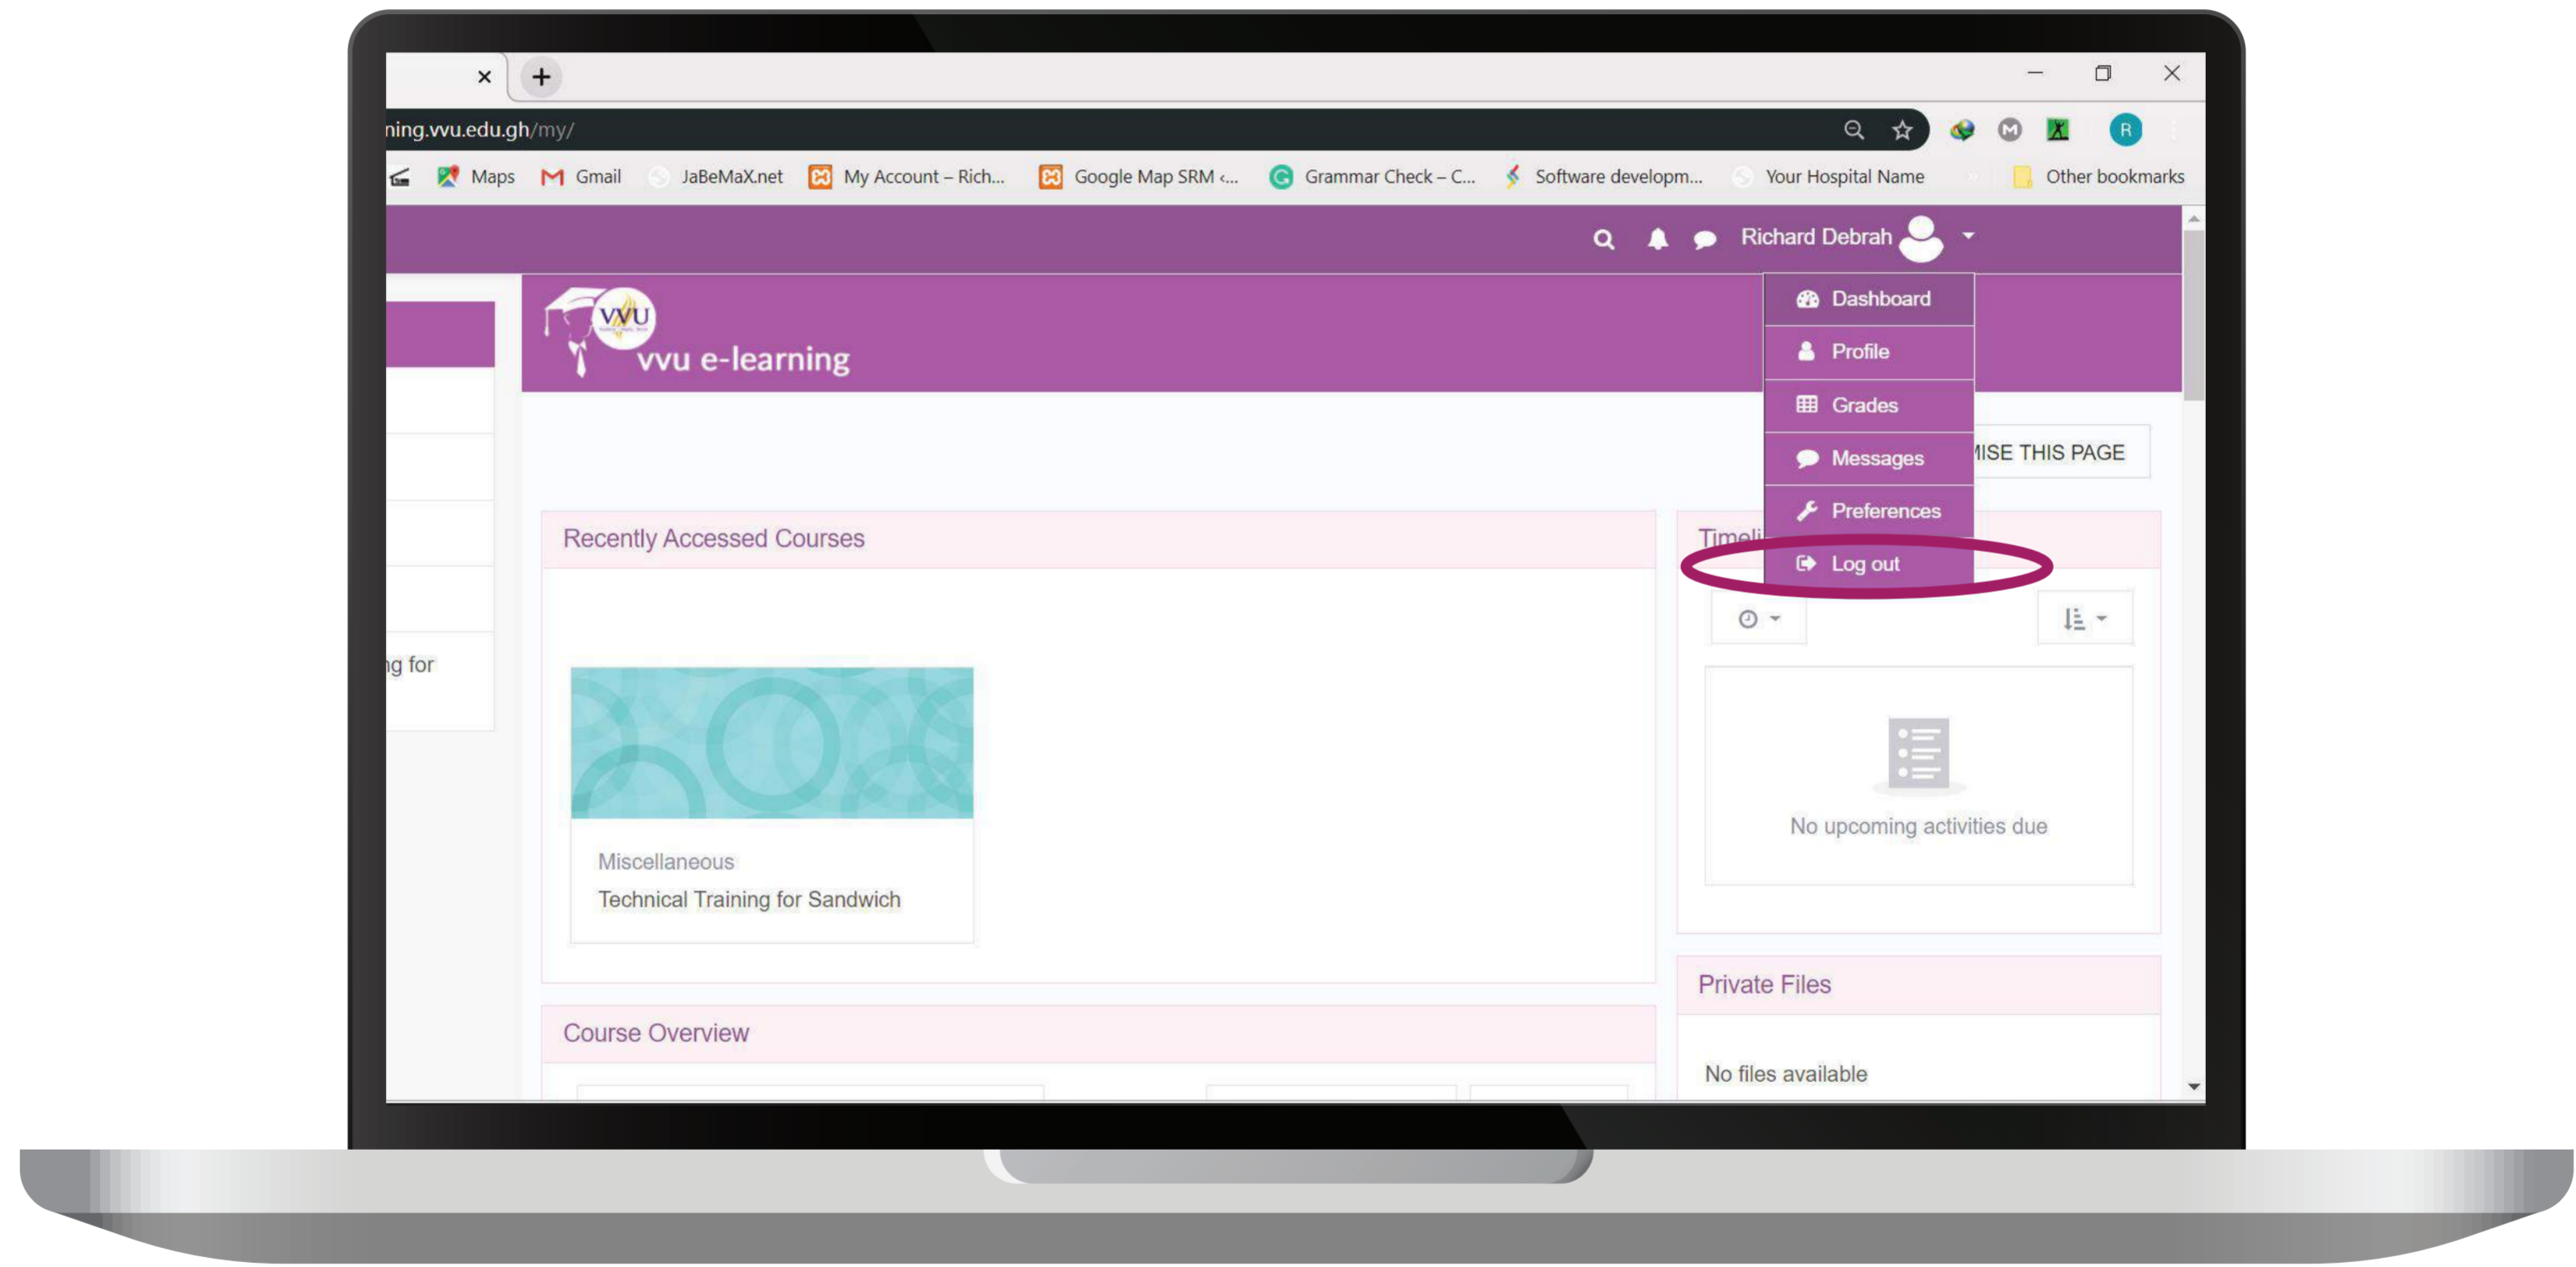 ning.vvu.edu.gh/my/
Maps Gmail JaBeMaX.net My Account – Rich... Google Map SRM ‹... Grammar Check – C... Software developm... Your Hospital Name Other bookmarks
Richard Debrah
VVU
vvu e-learning
Dashboard
Profile
Grades
Messages
Preferences
Log out
MISE THIS PAGE
Recently Accessed Courses
Timeli
ng for
Miscellaneous
Technical Training for Sandwich
No upcoming activities due
Private Files
No files available
Course Overview